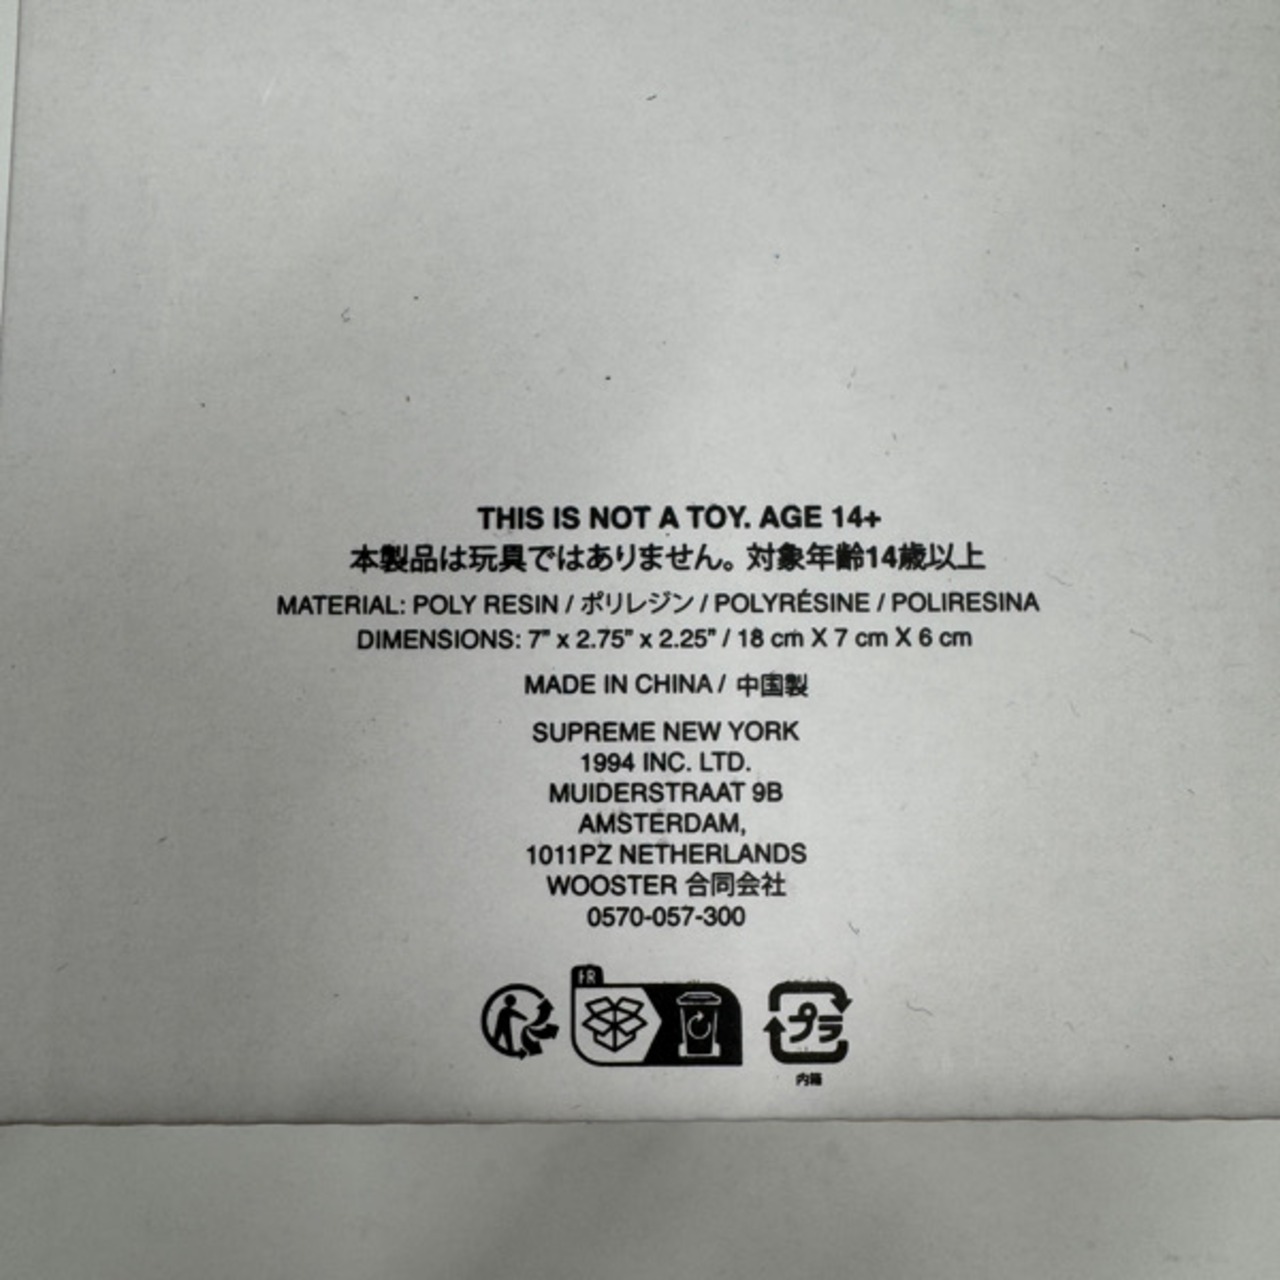 THIS IS NOT A TOY. AGE 14+
本製品は玩具ではありません。対象年齢14歳以上
MATERIAL: POLY RESIN / ポリレジン / POLYRÉSINE / POLIRESINA
DIMENSIONS: 7” x 2.75” x 2.25” / 18 cm X 7 cm X 6 cm
MADE IN CHINA / 中国製
SUPREME NEW YORK
1994 INC. LTD.
MUIDERSTRAAT 9B
AMSTERDAM,
1011PZ NETHERLANDS
WOOSTER 合同会社
0570-057-300
FR
プラ
内箱